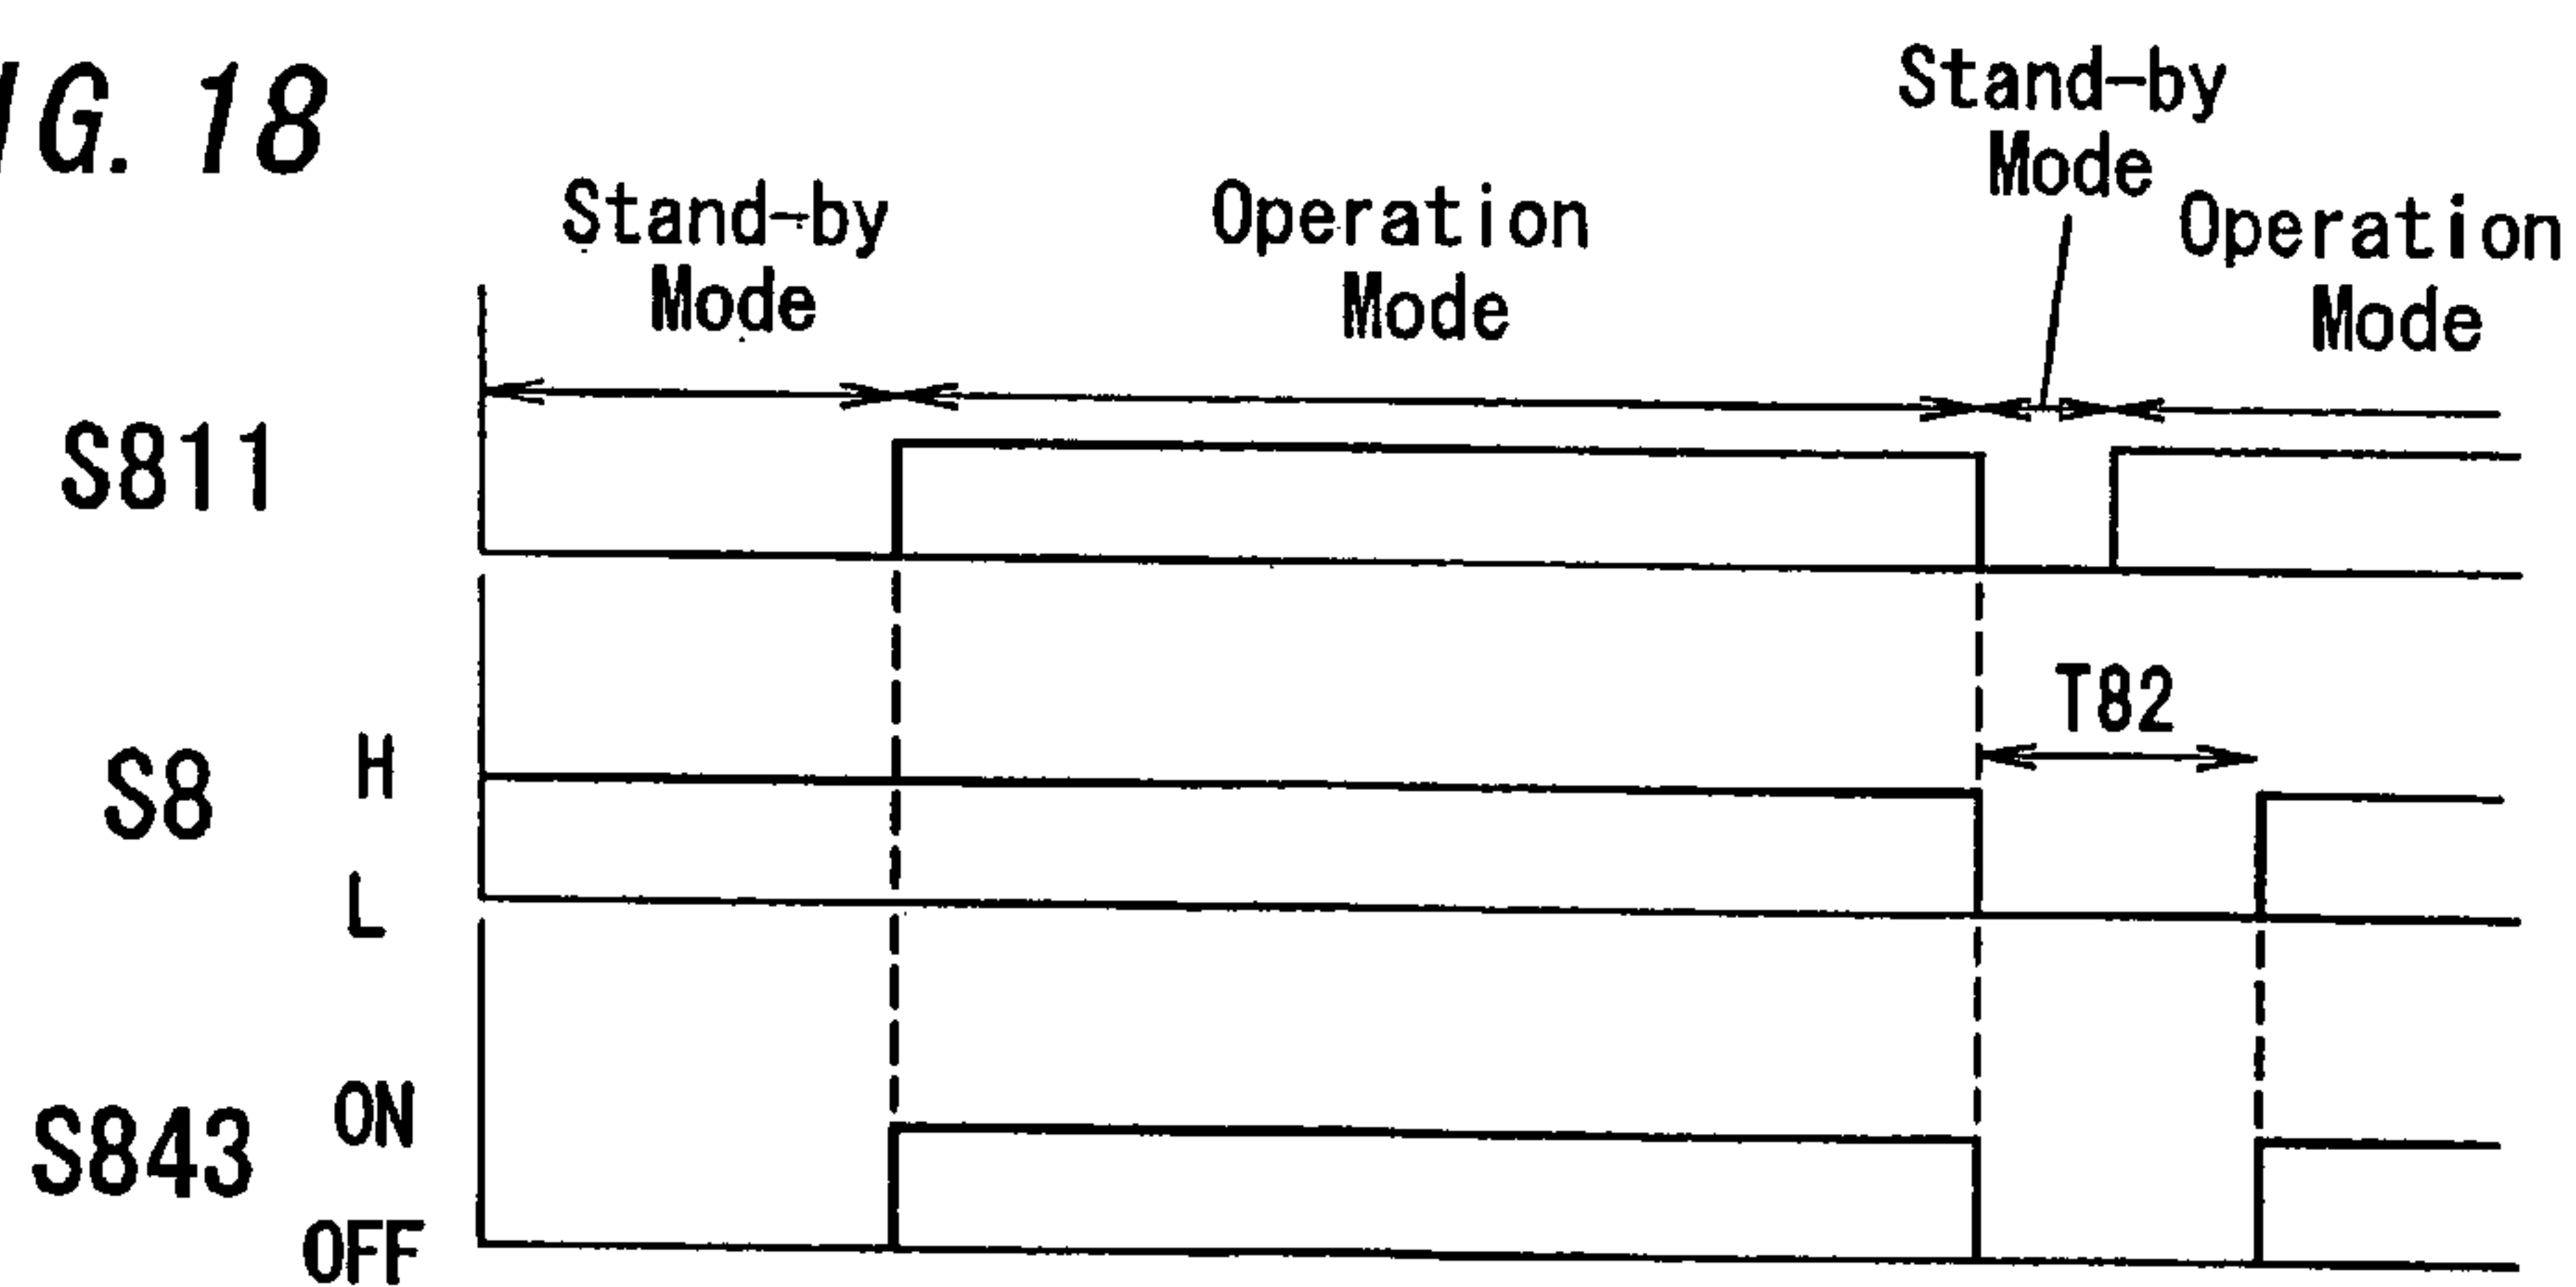 IG. 18
Stand-by
Mode
Operation
Mode
Stand-by
Mode
Operation
Mode
S811
T82
S8
H
L
S843
ON
OFF